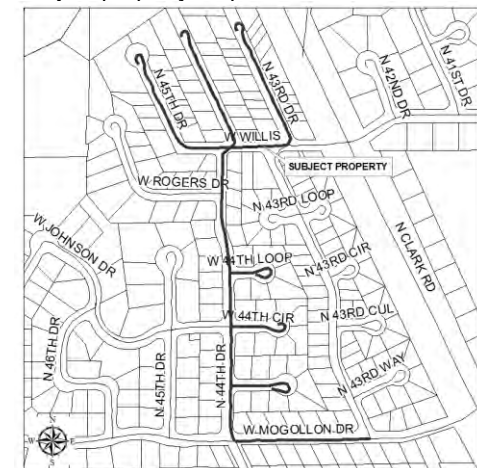 N 45TH DR
N 43RD DR
N 42ND DR
N 41ST DR
W WILLIS
SUBJECT PROPERTY
W ROGERS DR
N 43RD LOOP
N CLARK RD
W JOHNSON DR
W 44TH LOOP
N 43RD CIR
W 44TH CIR
N 43RD CUL
N 46TH DR
N 45TH DR
N 44TH DR
N 43RD WAY
W MOGOLLON DR
W
E
S